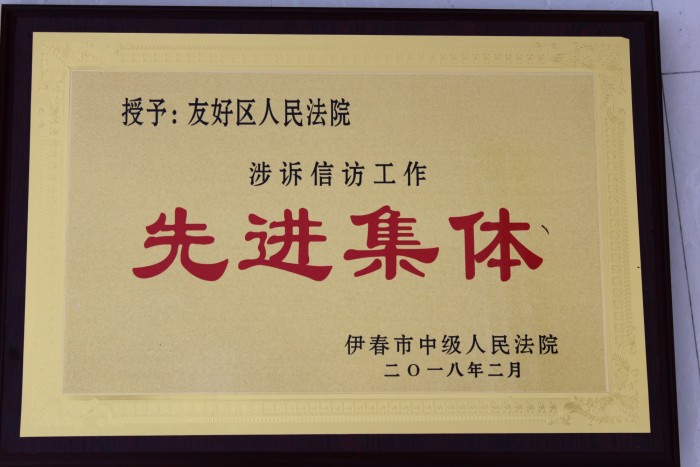 授予：友好区人民法院
涉诉信访工作
先进集体
伊春市中级人民法院
二〇一八年二月